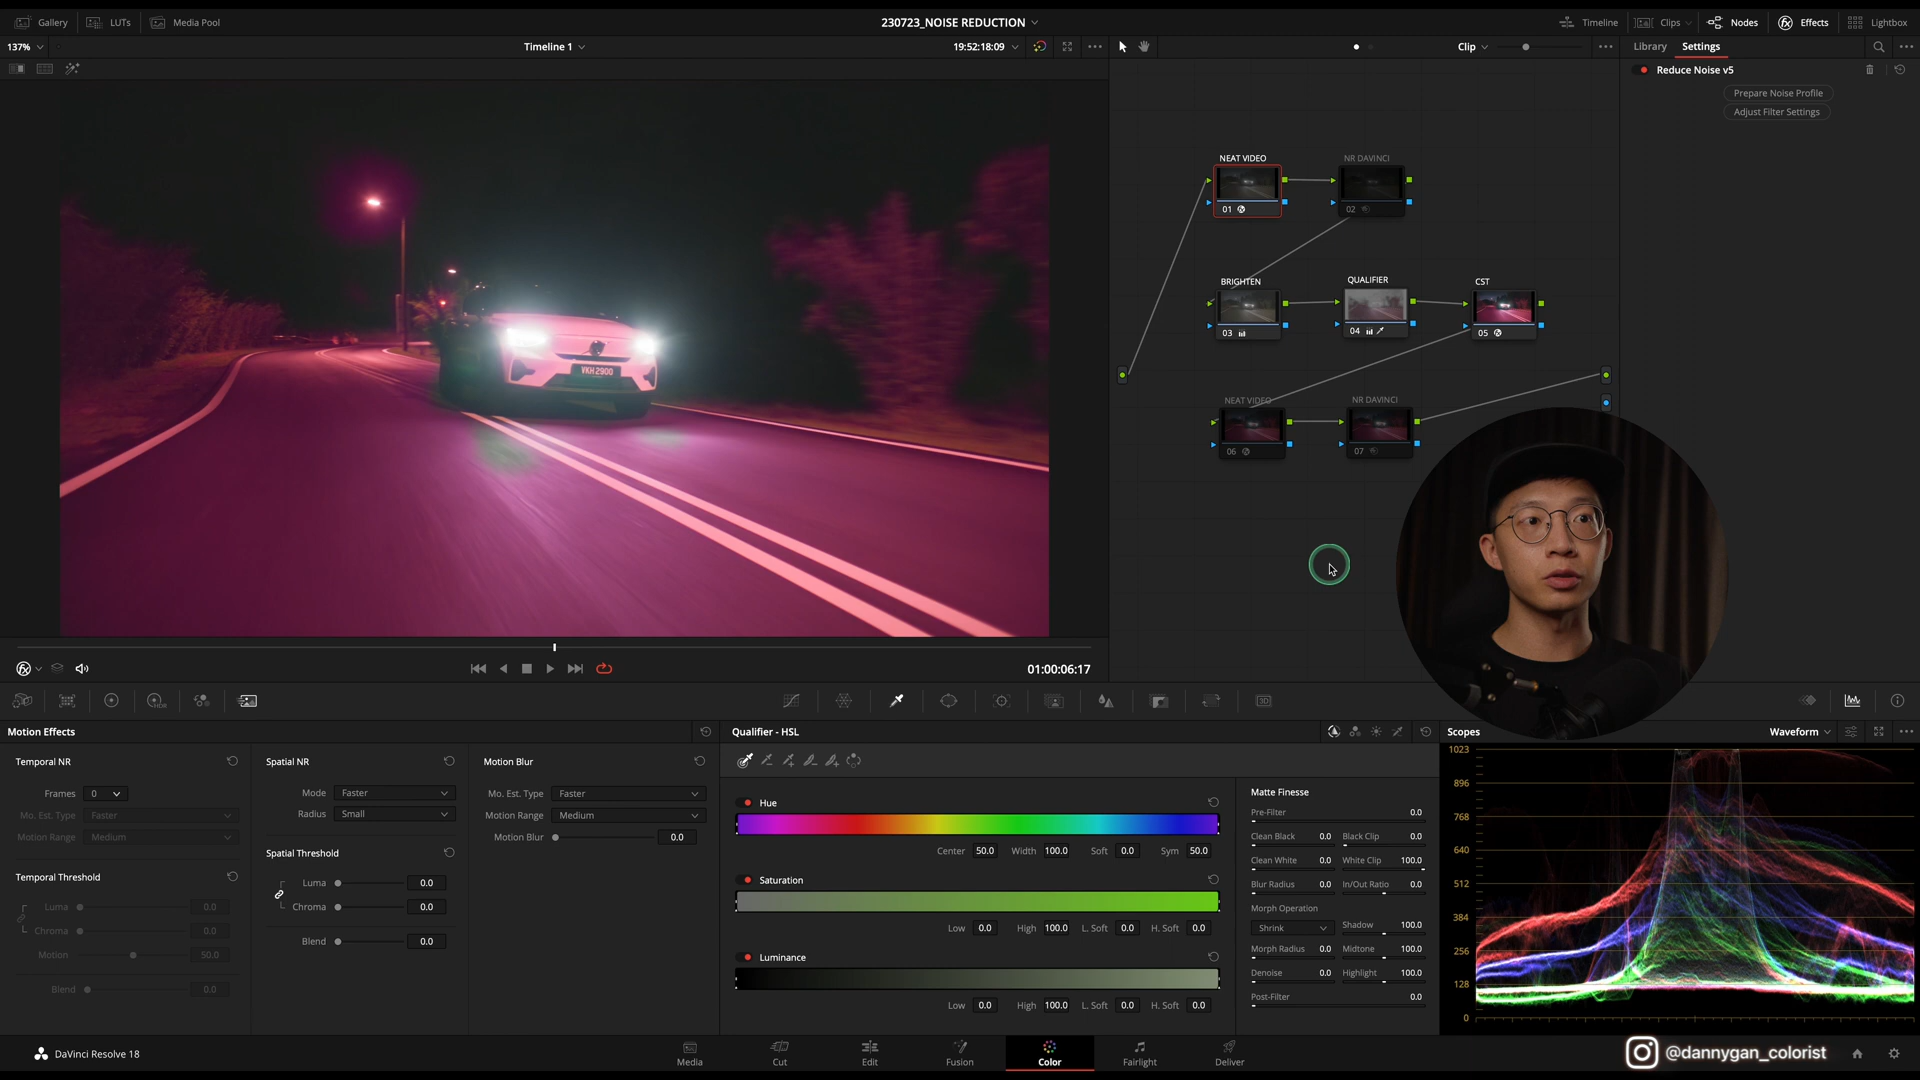 Gallery LUTs Media Pool 230723_NOISE REDUCTION Timeline Clips Nodes Effects Lightbox
137% Timeline 1 19:52:18:09 Clip Library Settings
Reduce Noise v5
Prepare Noise Profile
Adjust Filter Settings
NEAT VIDEO NR DAVINCI
01 02
BRIGHTEN QUALIFIER CST
03 04 05
NEAT VIDEO NR DAVINCI
06 07
VKH 2900
01:00:06:17
HDR
3D
Motion Effects Qualifier - HSL Scopes Waveform
Temporal NR Spatial NR Motion Blur
Frames 0 Mode Faster Mo. Est. Type Faster
Mo. Est. Type Faster Radius Small Motion Range Medium
Motion Range Medium Motion Blur 0.0
Spatial Threshold
Temporal Threshold
Luma 0.0
Chroma 0.0
Blend 0.0
Luma 0.0
Chroma 0.0
Motion 50.0
Blend 0.0
Hue
Center 50.0 Width 100.0 Soft 0.0 Sym 50.0
Saturation
Low 0.0 High 100.0 L. Soft 0.0 H. Soft 0.0
Luminance
Low 0.0 High 100.0 L. Soft 0.0 H. Soft 0.0
Matte Finesse
Pre-Filter 0.0
Clean Black 0.0 Black Clip 0.0
Clean White 0.0 White Clip 100.0
Blur Radius 0.0 In/Out Ratio 0.0
Morph Operation
Shrink Shadow 100.0
Morph Radius 0.0 Midtone 100.0
Denoise 0.0 Highlight 100.0
Post-Filter 0.0
1023
896
768
640
512
384
256
128
0
DaVinci Resolve 18 Media Cut Edit Fusion Color Fairlight Deliver
@dannygan_colorist